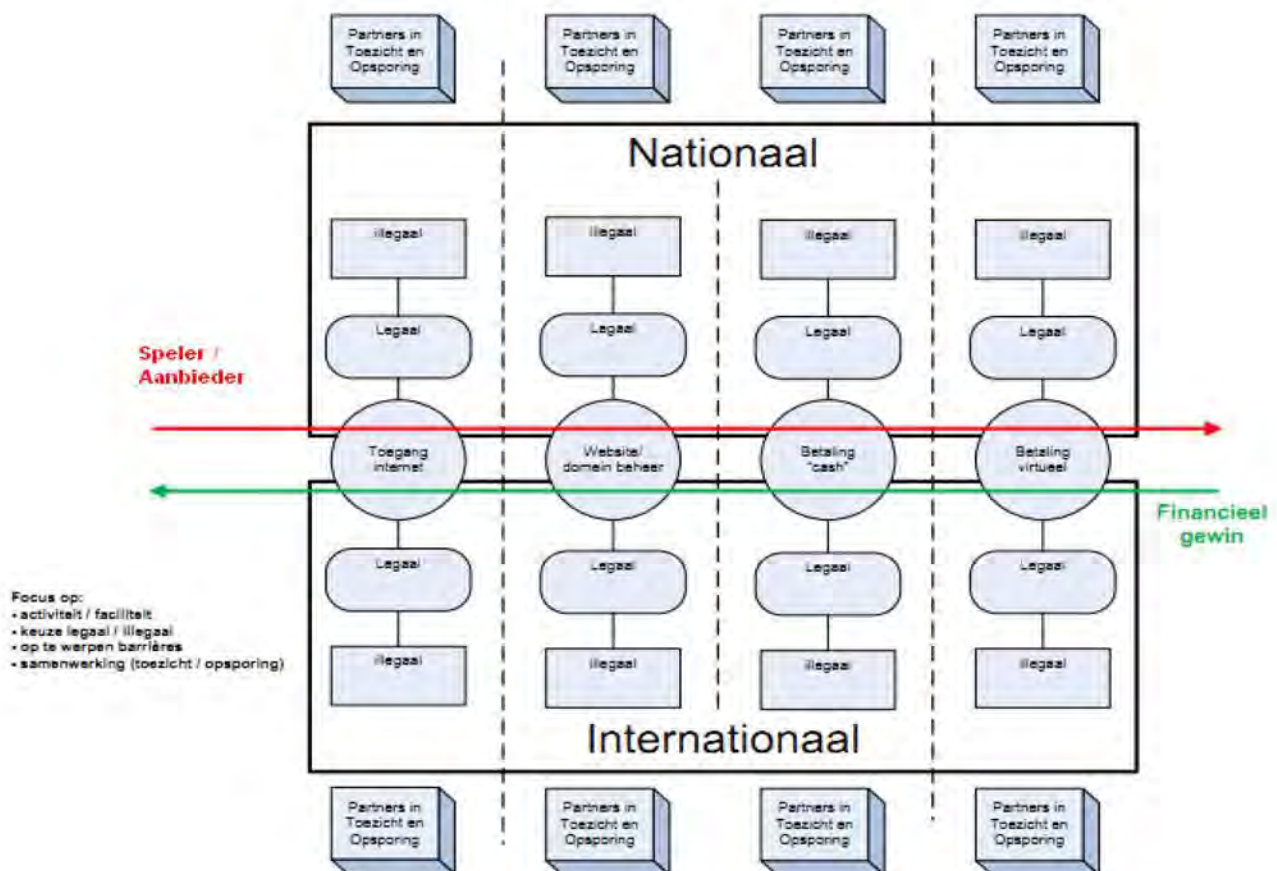 Partners in
Toezicht en
Opsporing
Partners in
Toezicht en
Opsporing
Partners in
Toezicht en
Opsporing
Partners in
Toezicht en
Opsporing
Nationaal
illegaal
illegaal
illegaal
illegaal
Legaal
Legaal
Legaal
Legaal
Speler /
Aanbieder
Toegang
internet
Website/
domein beheer
Betaling
"cash"
Betaling
virtueel
Financieel
gewin
Legaal
Legaal
Legaal
Legaal
Focus op:
- activiteit / faciliteit
- keuze legaal / illegaal
- op te werpen barrières
- samenwerking (toezicht / opsporing)
illegaal
illegaal
illegaal
illegaal
Internationaal
Partners in
Toezicht en
Opsporing
Partners in
Toezicht en
Opsporing
Partners in
Toezicht en
Opsporing
Partners in
Toezicht en
Opsporing